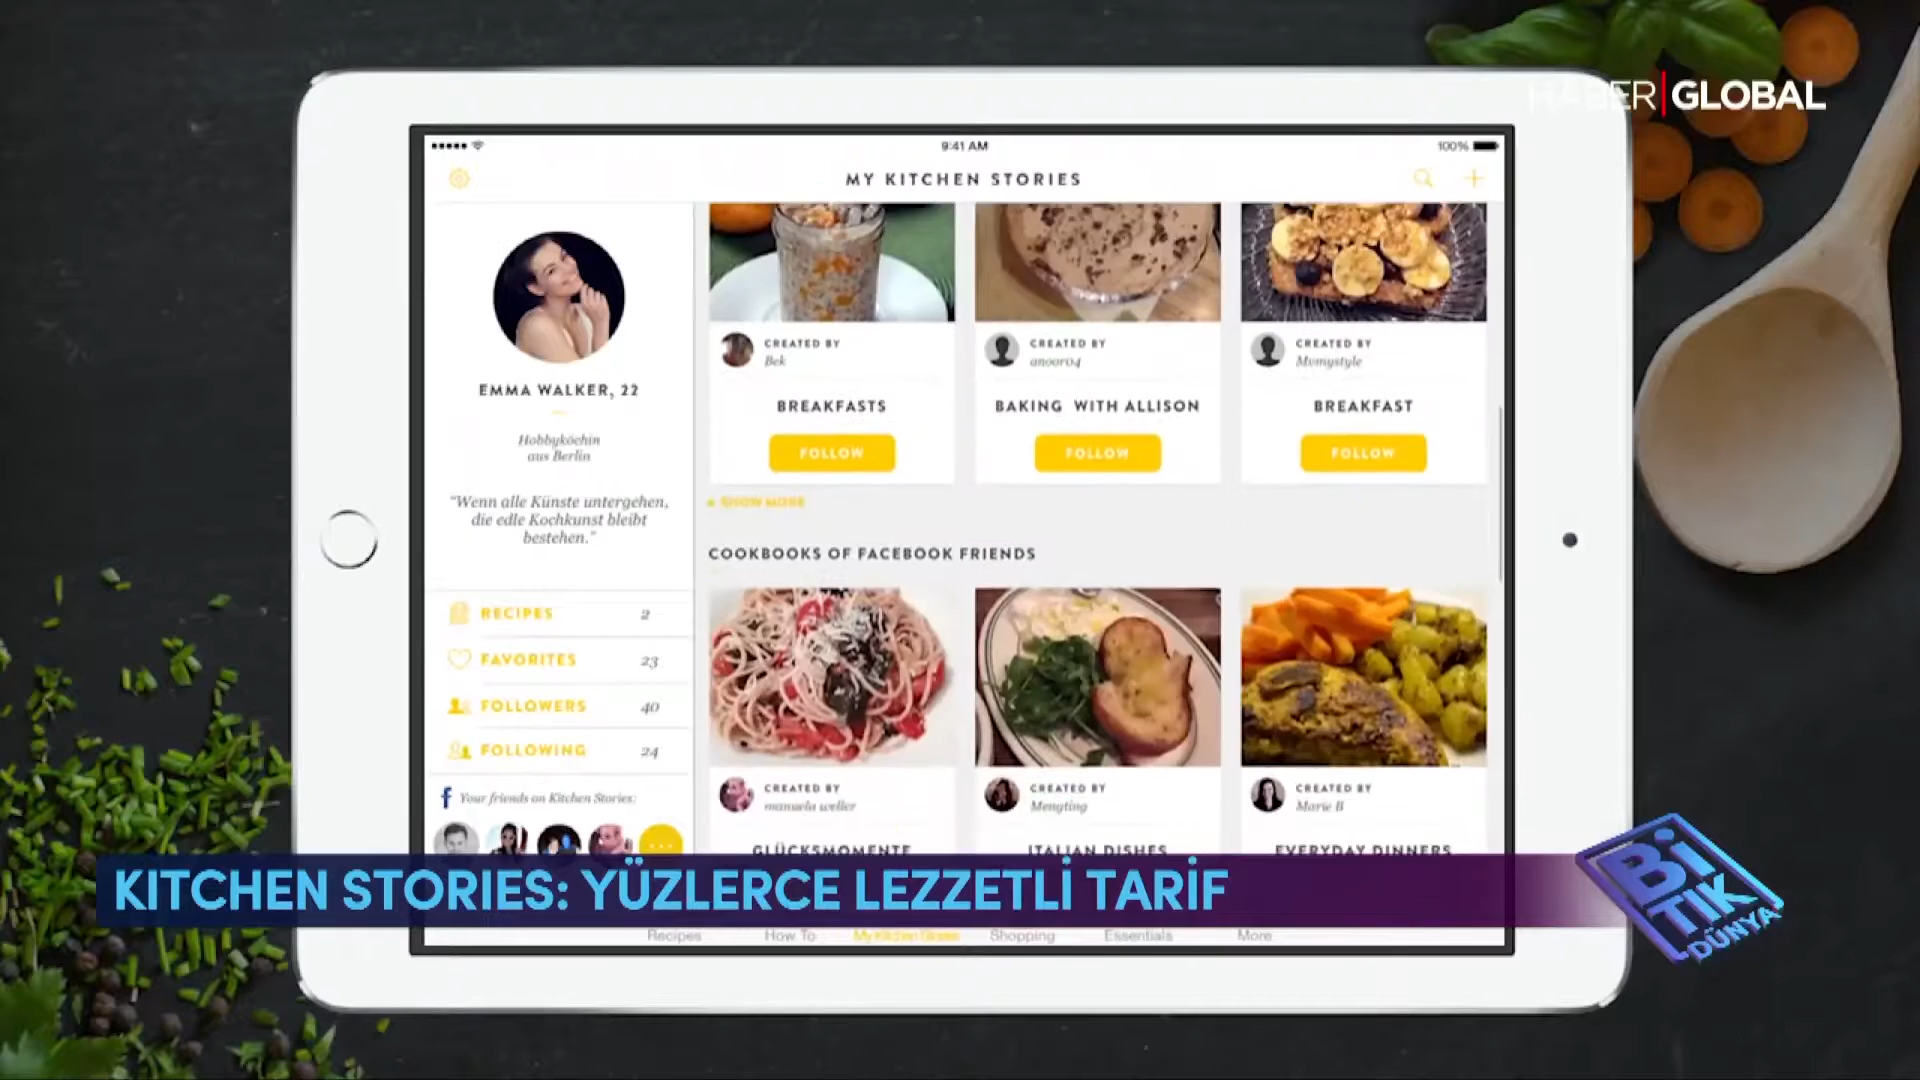 HABER GLOBAL
9:41 AM
100%
MY KITCHEN STORIES
EMMA WALKER, 22
Hobbyköchin
aus Berlin
"Wenn alle Künste untergehen,
die edle Kochkunst bleibt
bestehen."
RECIPES 2
FAVORITES 23
FOLLOWERS 40
FOLLOWING 24
f Your friends on Kitchen Stories:
CREATED BY
Bek
BREAKFASTS
FOLLOW
CREATED BY
anoor04
BAKING WITH ALLISON
FOLLOW
CREATED BY
Mvmystyle
BREAKFAST
FOLLOW
SHOW MORE
COOKBOOKS OF FACEBOOK FRIENDS
CREATED BY
manuela weller
GLÜCKSMOMENTE
CREATED BY
Mengting
ITALIAN DISHES
CREATED BY
Marie B
EVERYDAY DINNERS
KITCHEN STORIES: YÜZLERCE LEZZETLİ TARİF
Bİ
TIK
DÜNYA
Recipes How To My Kitchen Stories Shopping Essentials More